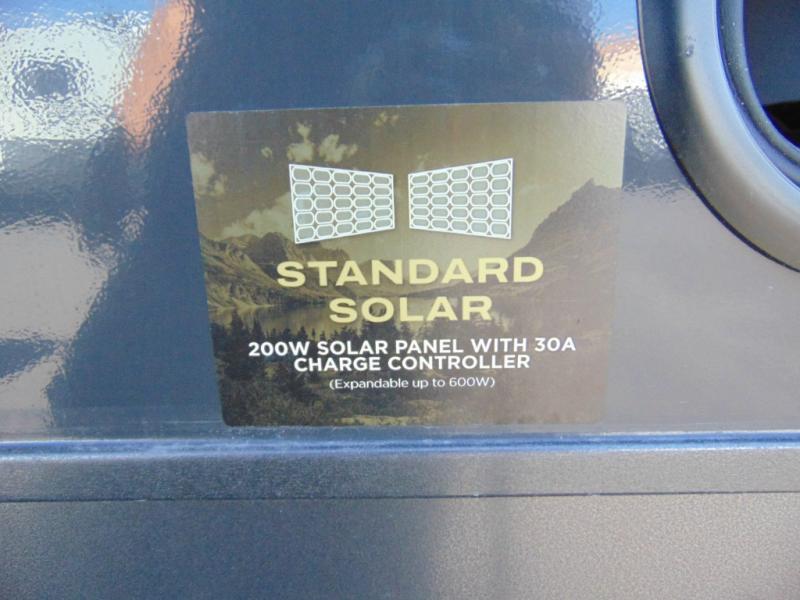 STANDARD
SOLAR
200W SOLAR PANEL WITH 30A
CHARGE CONTROLLER
(Expandable up to 600W)